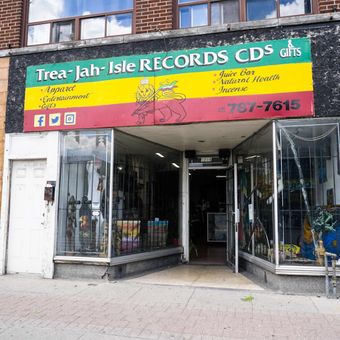 Trea-Jah-Isle RECORDS CDs
& GIFTS
• Apparel
• Entertainment
• Gifts
• Juice Bar
• Natural Health
• Incense
787-7615